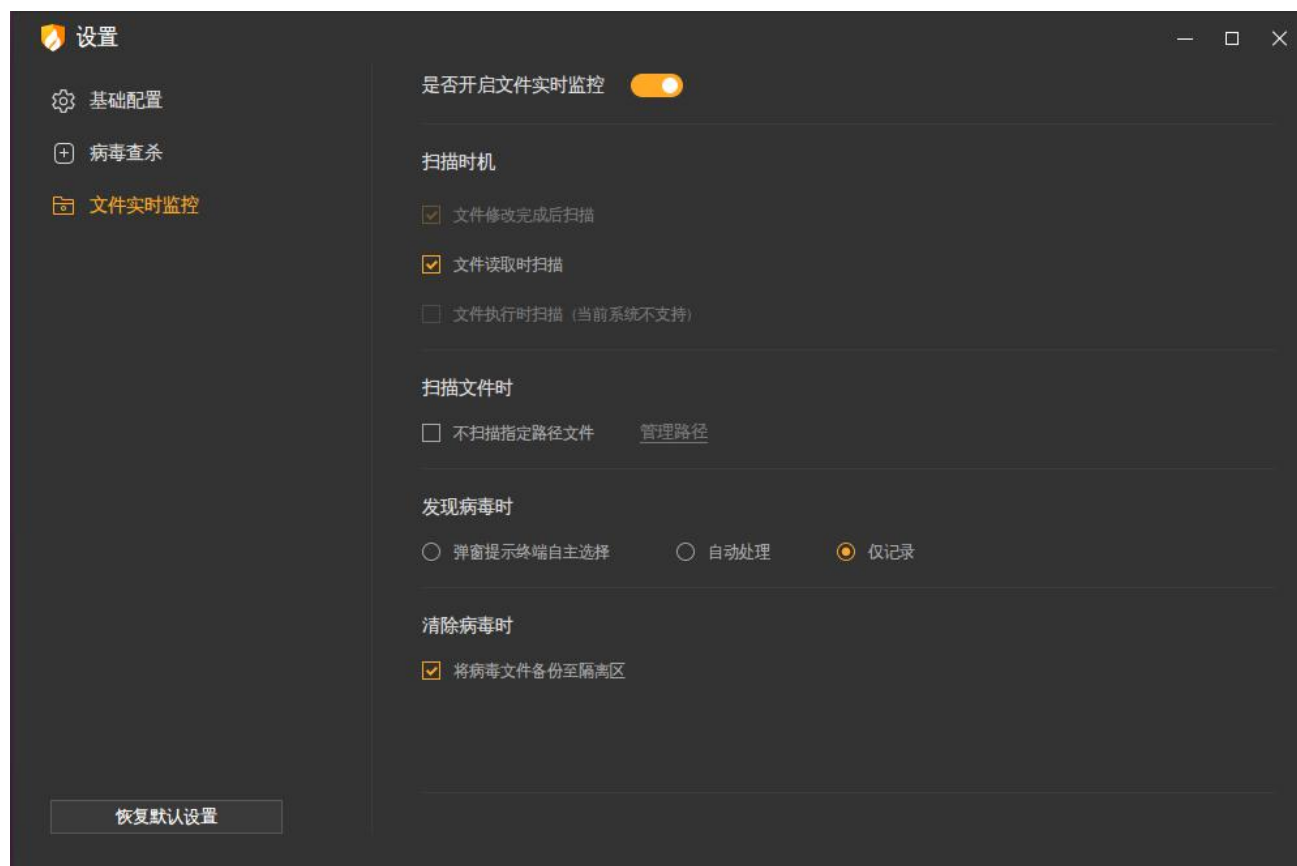 设置
基础配置
病毒查杀
文件实时监控
恢复默认设置
是否开启文件实时监控
扫描时机
文件修改完成后扫描
文件读取时扫描
文件执行时扫描（当前系统不支持）
扫描文件时
不扫描指定路径文件 管理路径
发现病毒时
弹窗提示终端自主选择 自动处理 仅记录
清除病毒时
将病毒文件备份至隔离区